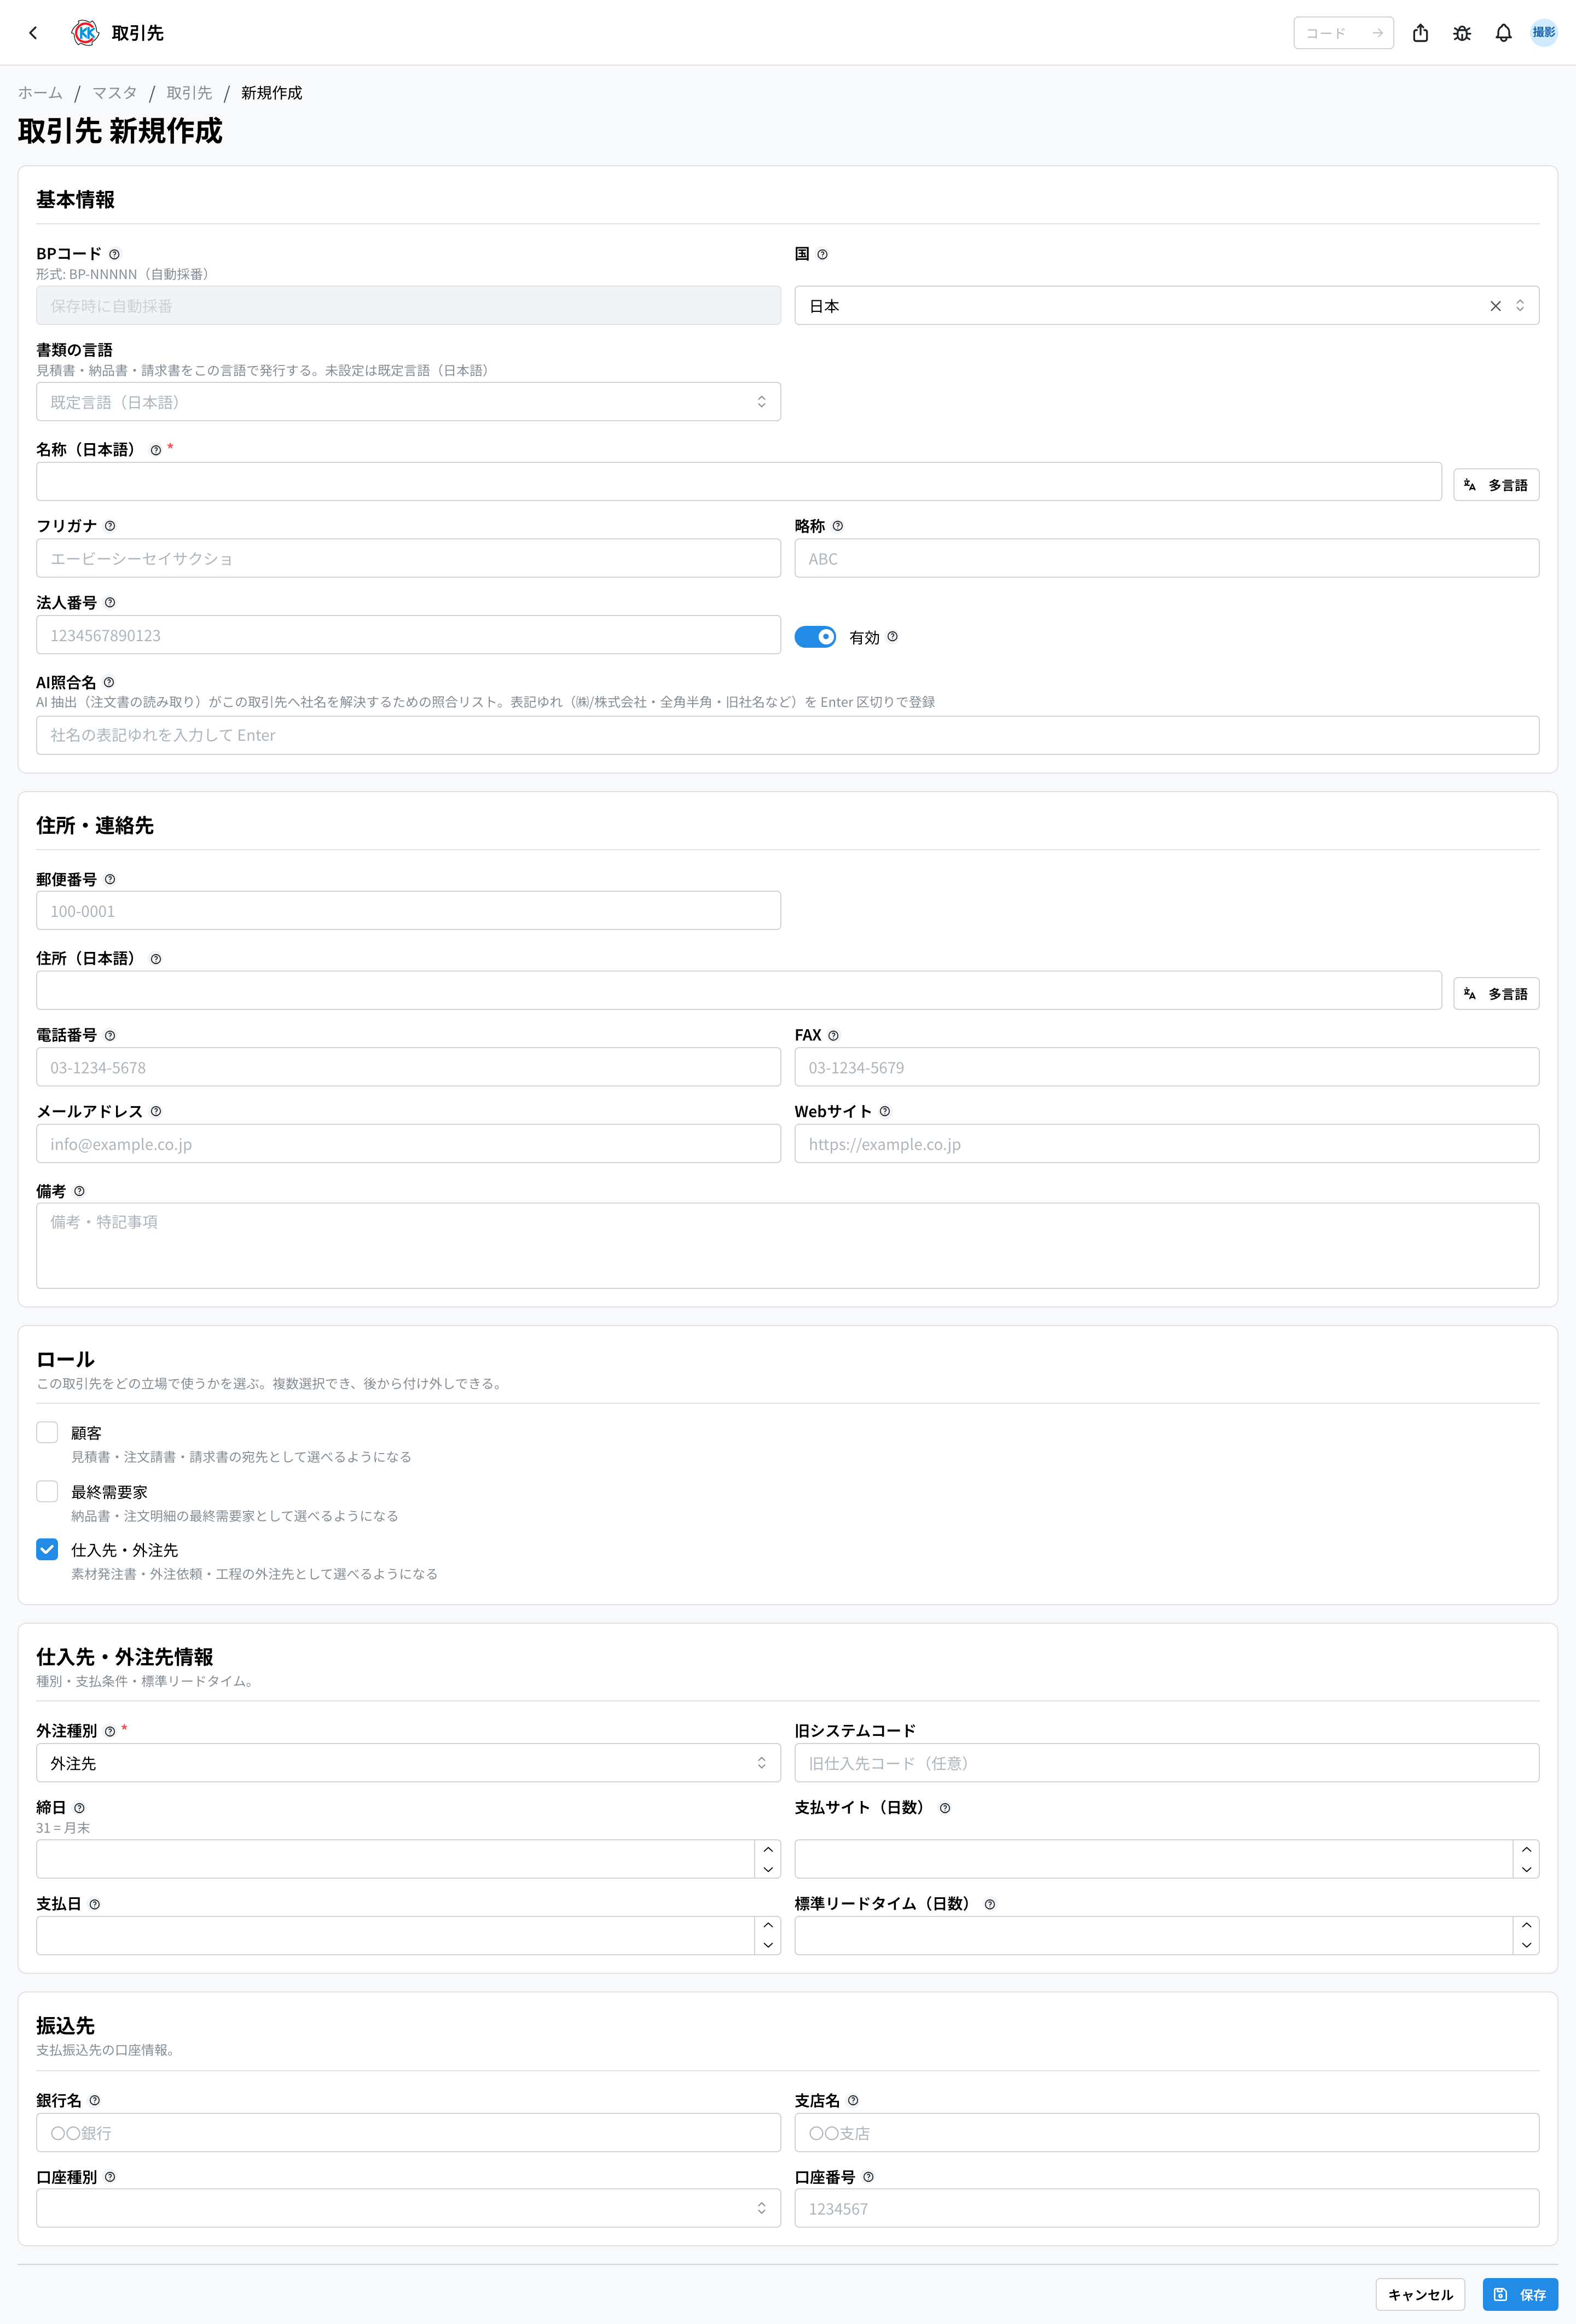 KK 取引先
コード
撮影
ホーム / マスタ / 取引先 / 新規作成
取引先 新規作成
基本情報
BPコード
形式: BP-NNNNN（自動採番）
保存時に自動採番
国
日本
書類の言語
見積書・納品書・請求書をこの言語で発行する。未設定は既定言語（日本語）
既定言語（日本語）
名称（日本語） *
多言語
フリガナ
エービーシーセイサクショ
略称
ABC
法人番号
1234567890123
有効
AI照合名
AI 抽出（注文書の読み取り）がこの取引先へ社名を解決するための照合リスト。表記ゆれ（㈱/株式会社・全角半角・旧社名など）を Enter 区切りで登録
社名の表記ゆれを入力して Enter
住所・連絡先
郵便番号
100-0001
住所（日本語）
多言語
電話番号
03-1234-5678
FAX
03-1234-5679
メールアドレス
info@example.co.jp
Webサイト
https://example.co.jp
備考
備考・特記事項
ロール
この取引先をどの立場で使うかを選ぶ。複数選択でき、後から付け外しできる。
顧客
見積書・注文請書・請求書の宛先として選べるようになる
最終需要家
納品書・注文明細の最終需要家として選べるようになる
仕入先・外注先
素材発注書・外注依頼・工程の外注先として選べるようになる
仕入先・外注先情報
種別・支払条件・標準リードタイム。
外注種別 *
外注先
旧システムコード
旧仕入先コード（任意）
締日
31 = 月末
支払サイト（日数）
支払日
標準リードタイム（日数）
振込先
支払振込先の口座情報。
銀行名
〇〇銀行
支店名
〇〇支店
口座種別
口座番号
1234567
キャンセル
保存